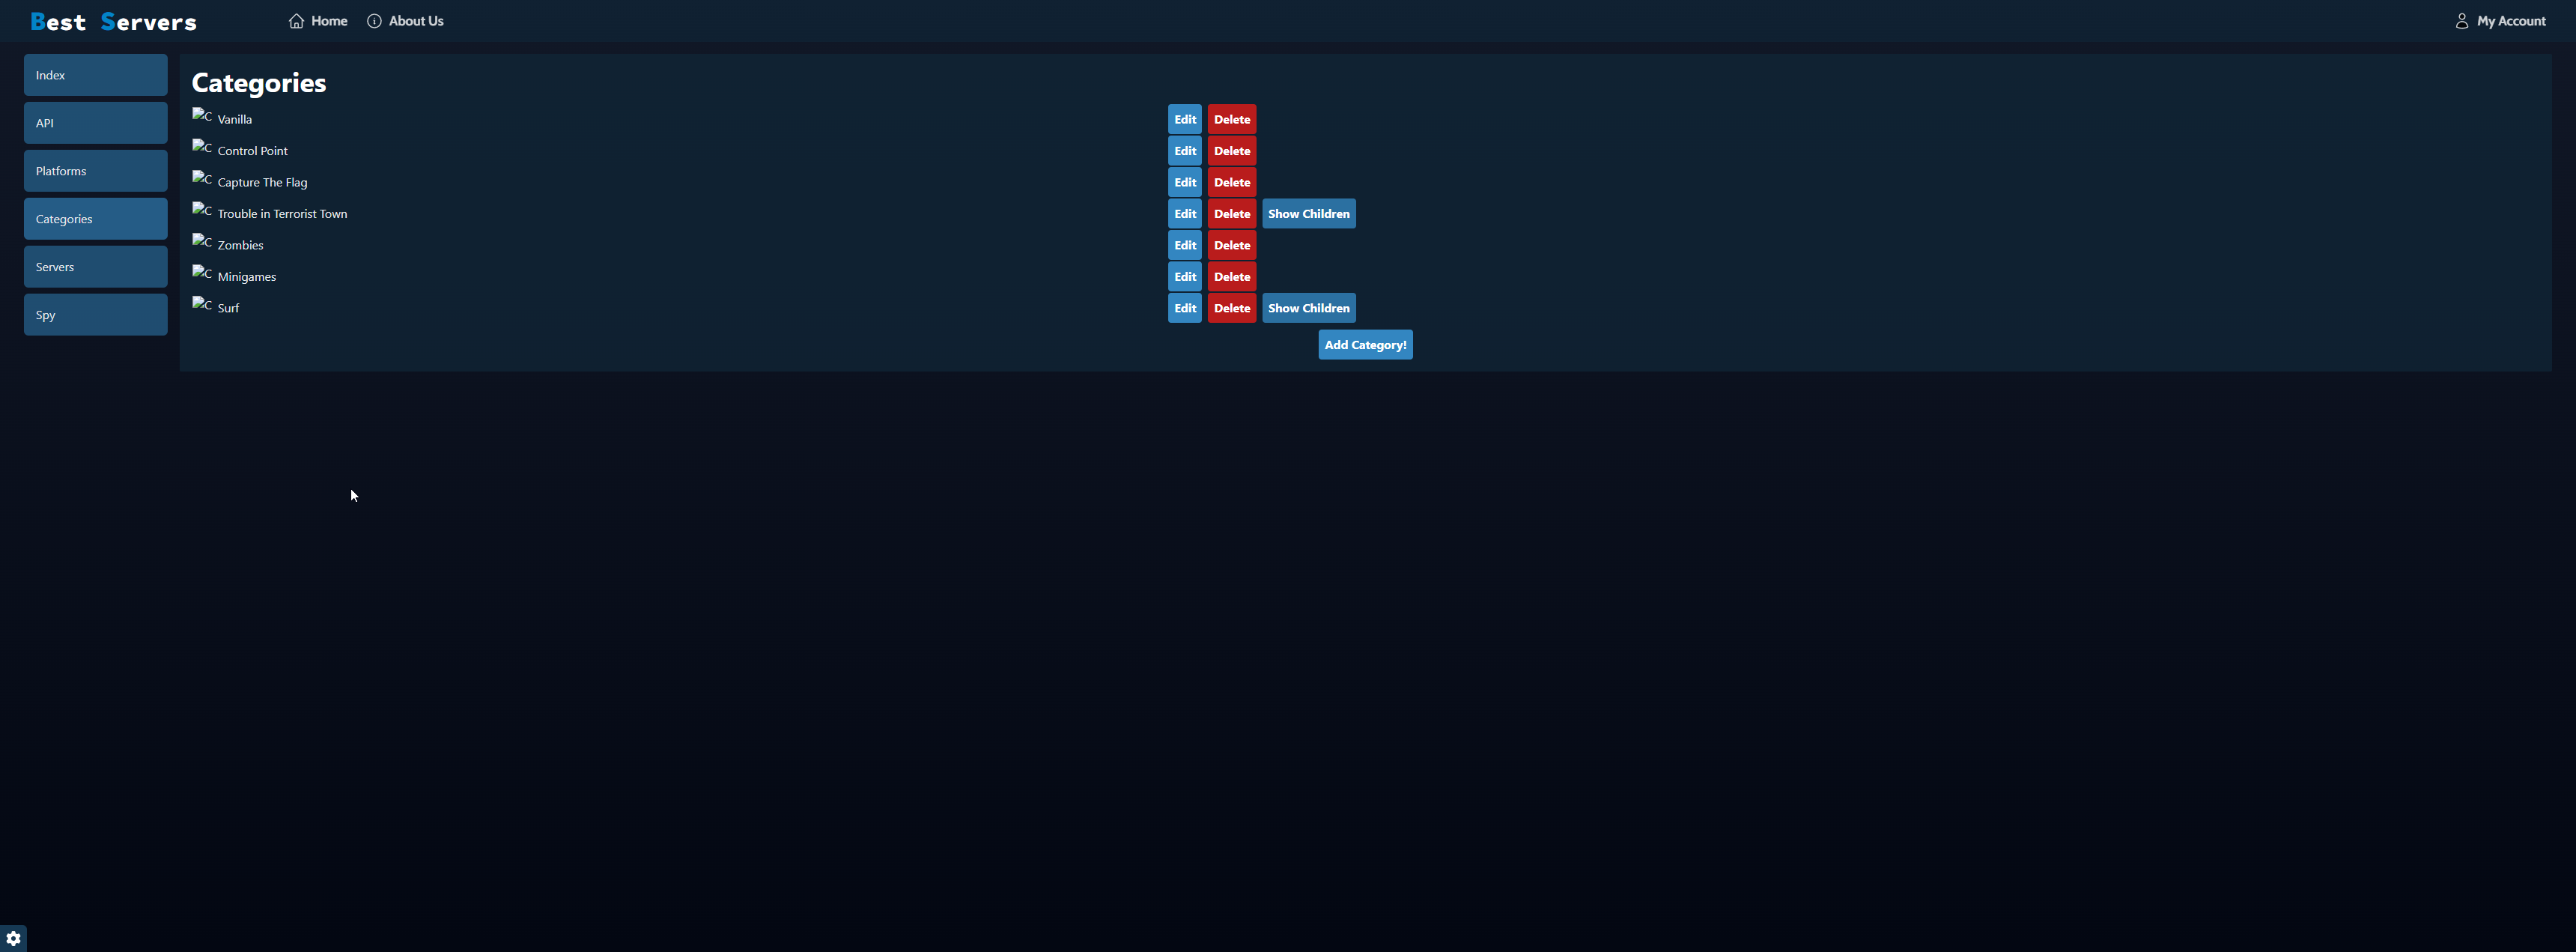 Best Servers Home About Us My Account
Index
API
Platforms
Categories
Servers
Spy
Categories
C Vanilla Edit Delete
C Control Point Edit Delete
C Capture The Flag Edit Delete
C Trouble in Terrorist Town Edit Delete Show Children
C Zombies Edit Delete
C Minigames Edit Delete
C Surf Edit Delete Show Children
Add Category!